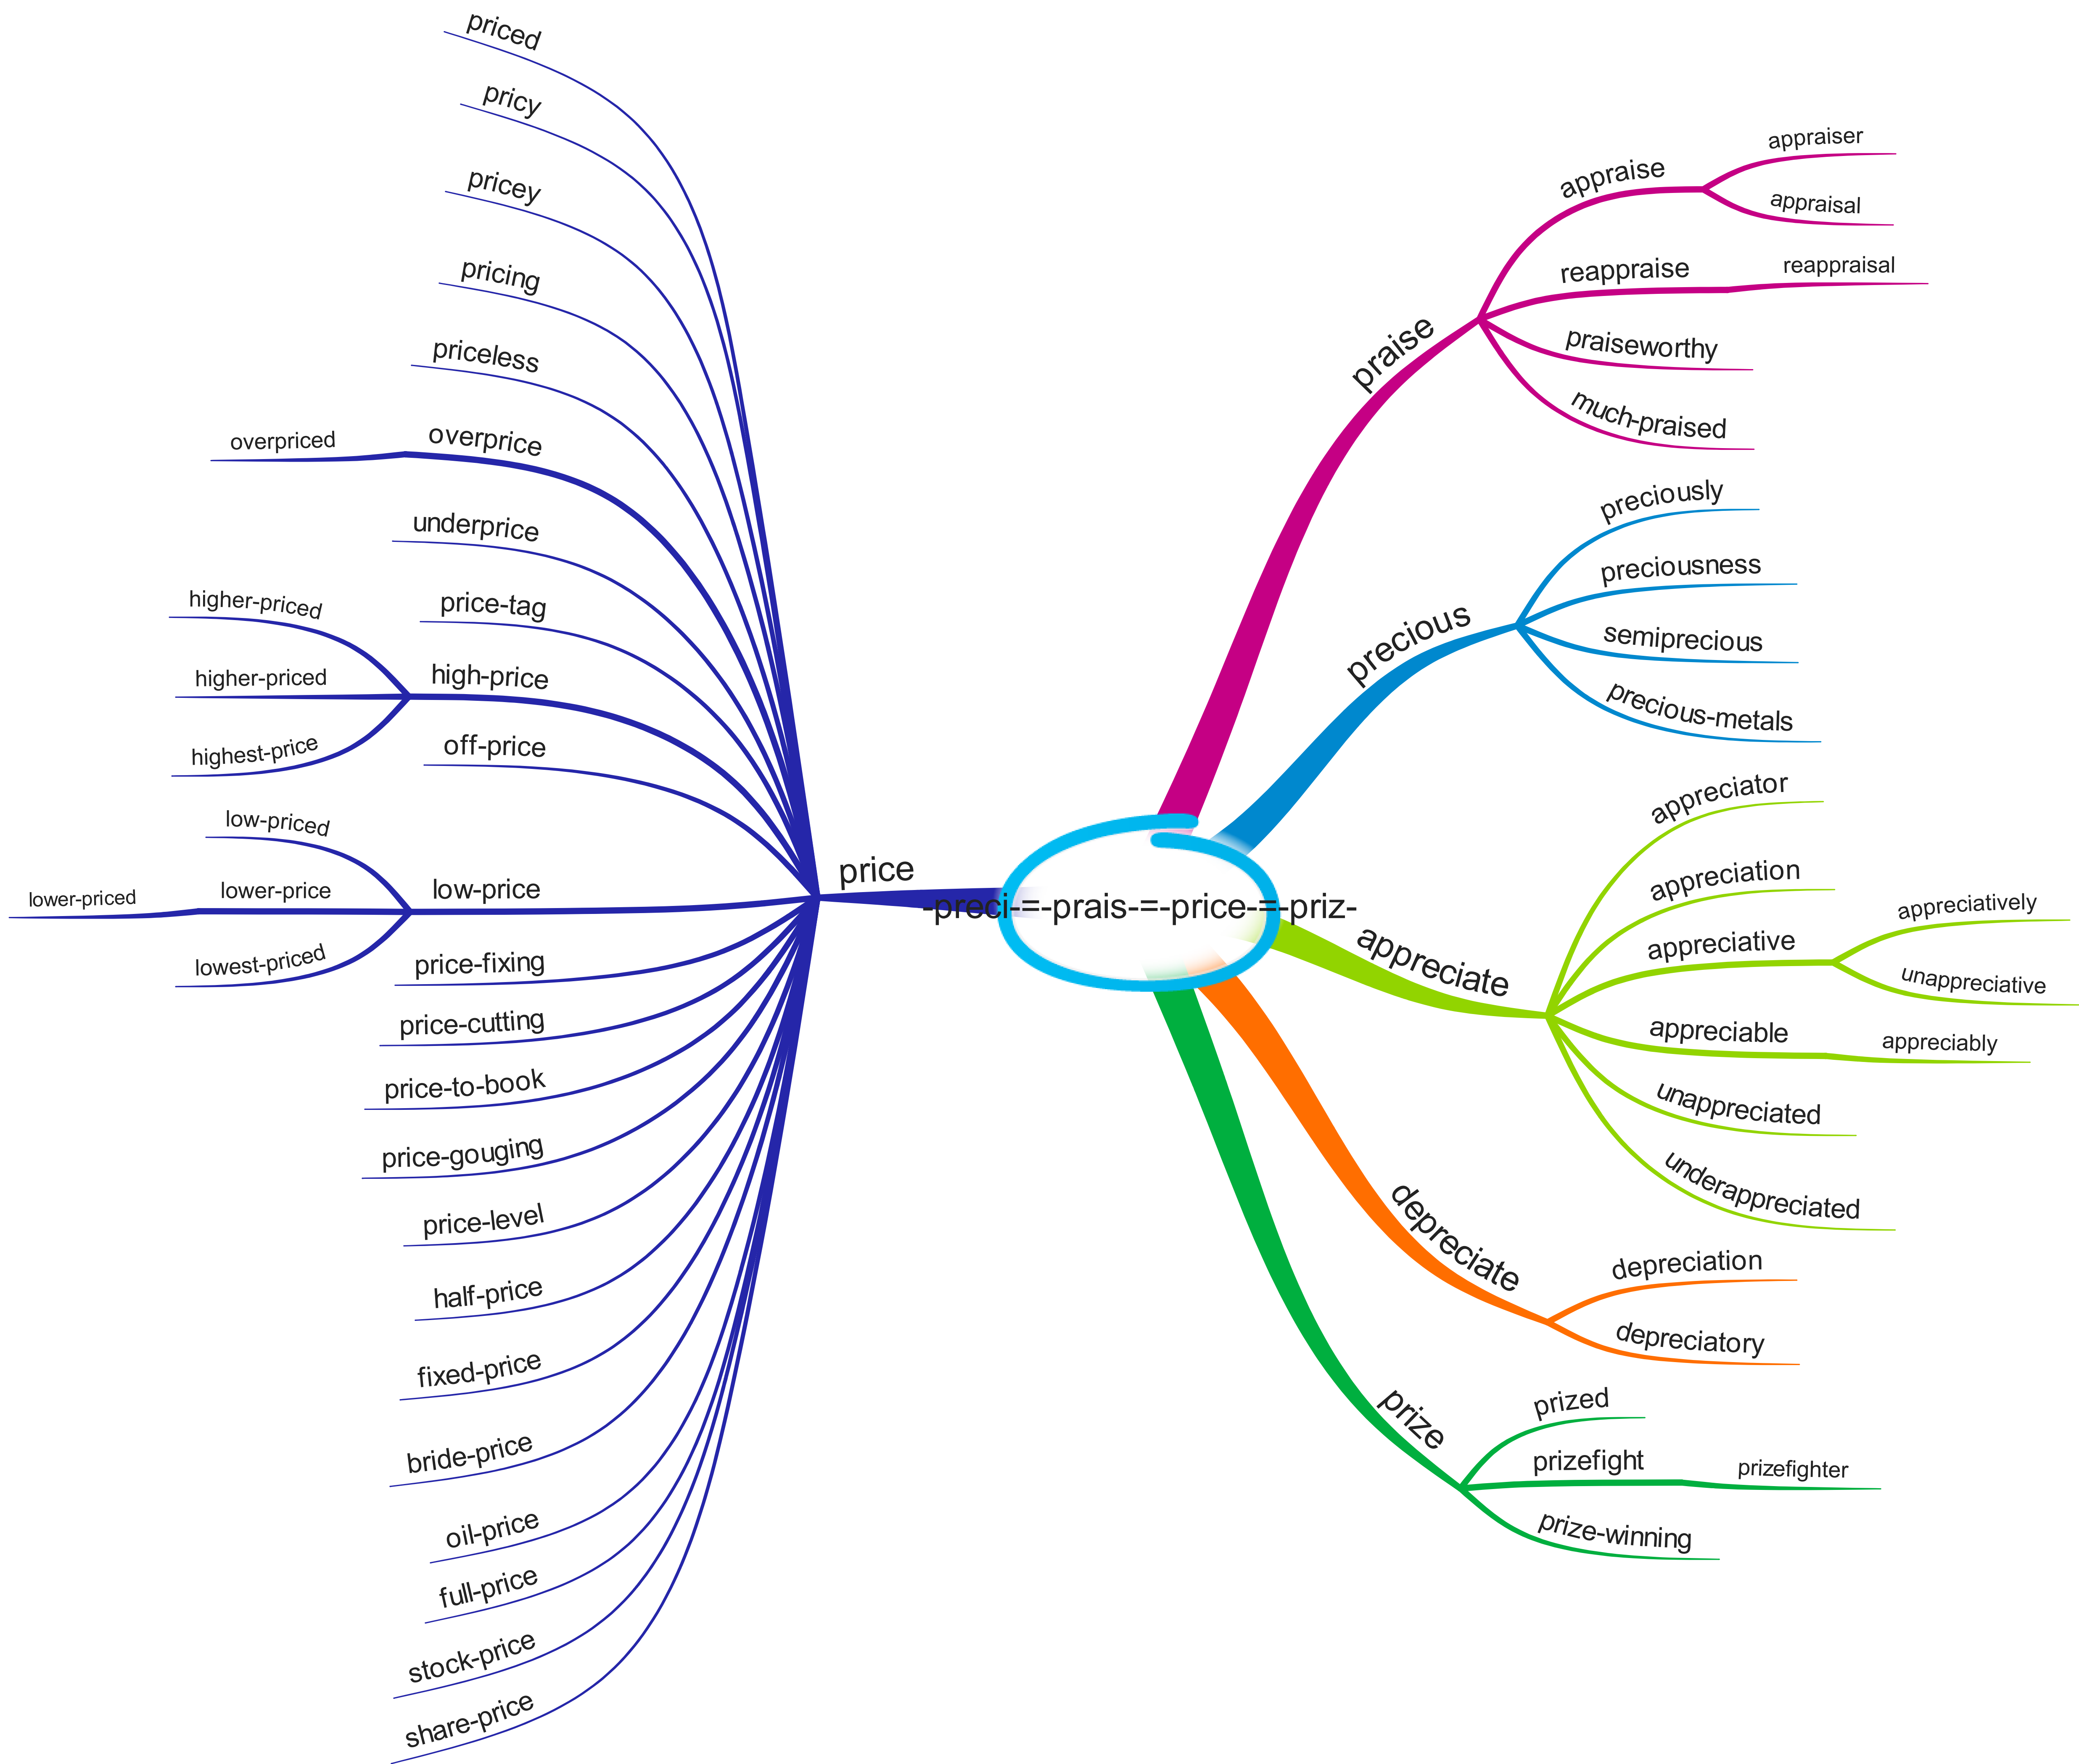 -preci-=-prais-=-price-=-priz-
praise
appraise
appraiser
appraisal
reappraise
reappraisal
praiseworthy
much-praised
precious
preciously
preciousness
semiprecious
precious-metals
appreciate
appreciator
appreciation
appreciative
appreciatively
unappreciative
appreciable
appreciably
unappreciated
underappreciated
depreciate
depreciation
depreciatory
prize
prized
prizefight
prizefighter
prize-winning
price
priced
pricy
pricey
pricing
priceless
overprice
overpriced
underprice
price-tag
high-price
higher-priced
higher-priced
highest-price
off-price
low-price
low-priced
lower-price
lower-priced
lowest-priced
price-fixing
price-cutting
price-to-book
price-gouging
price-level
half-price
fixed-price
bride-price
oil-price
full-price
stock-price
share-price